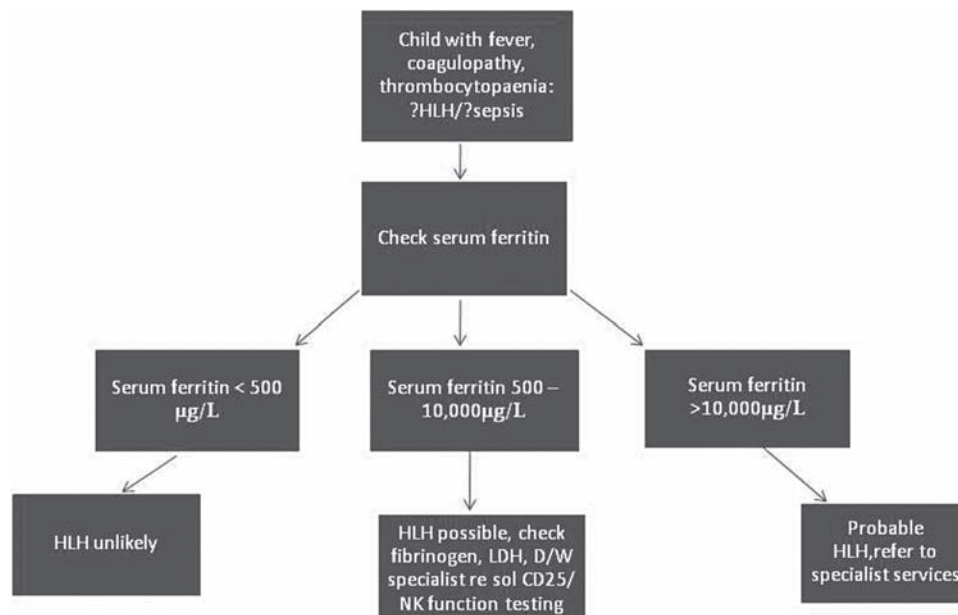 Child with fever,
coagulopathy,
thrombocytopaenia:
?HLH/?sepsis
Check serum ferritin
Serum ferritin < 500
µg/L
Serum ferritin 500 –
10,000µg/L
Serum ferritin
>10,000µg/L
HLH unlikely
HLH possible, check
fibrinogen, LDH, D/W
specialist re sol CD25/
NK function testing
Probable
HLH,refer to
specialist services